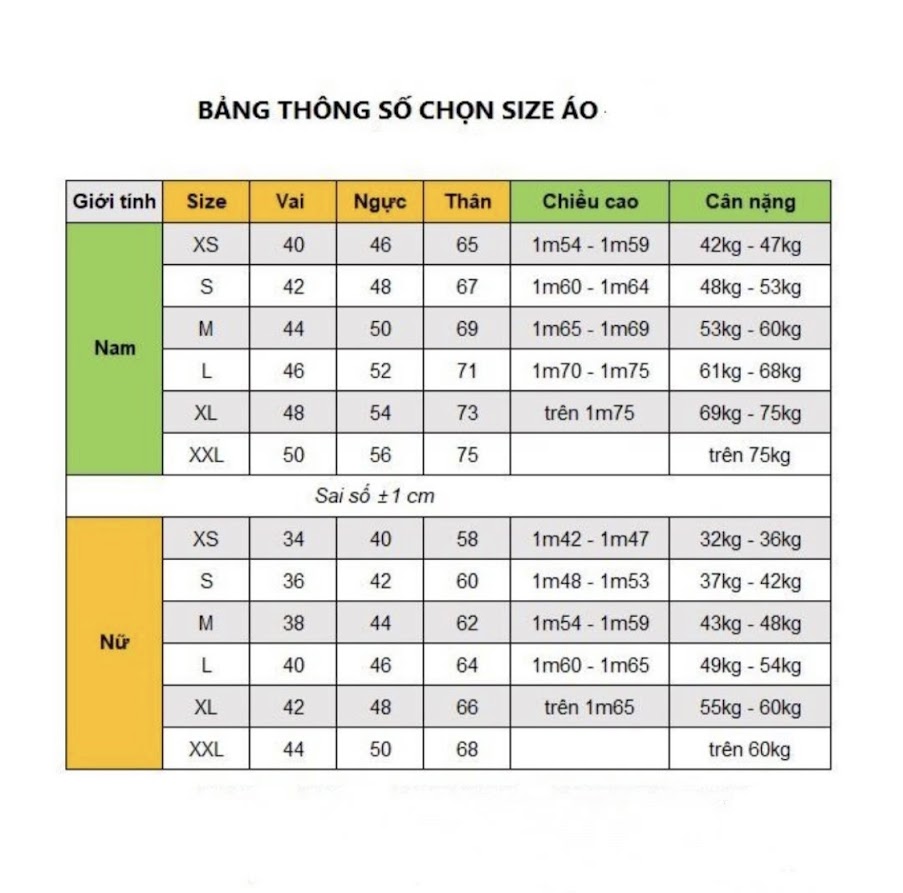 BẢNG THÔNG SỐ CHỌN SIZE ÁO
Giới tính Size Vai Ngực Thân Chiều cao Cân nặng
Nam
XS 40 46 65 1m54 - 1m59 42kg - 47kg
S 42 48 67 1m60 - 1m64 48kg - 53kg
M 44 50 69 1m65 - 1m69 53kg - 60kg
L 46 52 71 1m70 - 1m75 61kg - 68kg
XL 48 54 73 trên 1m75 69kg - 75kg
XXL 50 56 75 trên 75kg
Sai số ±1 cm
Nữ
XS 34 40 58 1m42 - 1m47 32kg - 36kg
S 36 42 60 1m48 - 1m53 37kg - 42kg
M 38 44 62 1m54 - 1m59 43kg - 48kg
L 40 46 64 1m60 - 1m65 49kg - 54kg
XL 42 48 66 trên 1m65 55kg - 60kg
XXL 44 50 68 trên 60kg